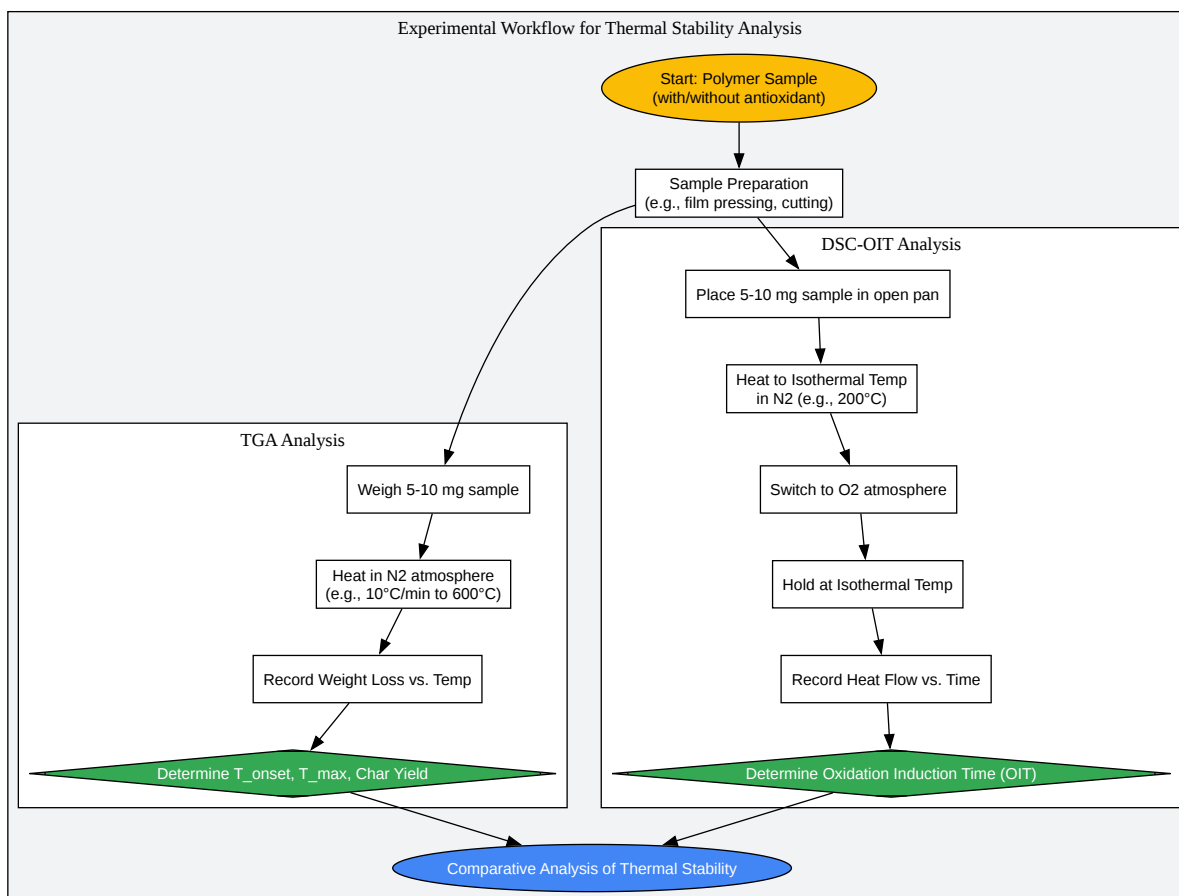 Experimental Workflow for Thermal Stability Analysis
Start: Polymer Sample
(with/without antioxidant)
Sample Preparation
(e.g., film pressing, cutting)
DSC-OIT Analysis
Place 5-10 mg sample in open pan
Heat to Isothermal Temp
in N2 (e.g., 200°C)
Switch to O2 atmosphere
Hold at Isothermal Temp
Record Heat Flow vs. Time
Determine Oxidation Induction Time (OIT)
TGA Analysis
Weigh 5-10 mg sample
Heat in N2 atmosphere
(e.g., 10°C/min to 600°C)
Record Weight Loss vs. Temp
Determine T_onset, T_max, Char Yield
Comparative Analysis of Thermal Stability